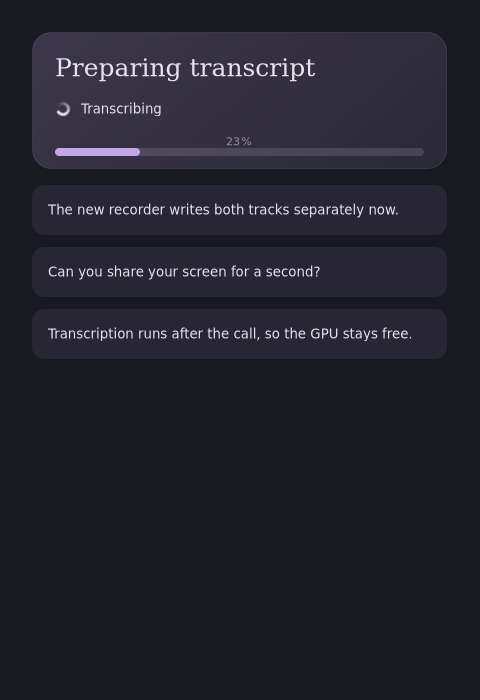 Preparing transcript
Transcribing
23%
The new recorder writes both tracks separately now.
Can you share your screen for a second?
Transcription runs after the call, so the GPU stays free.